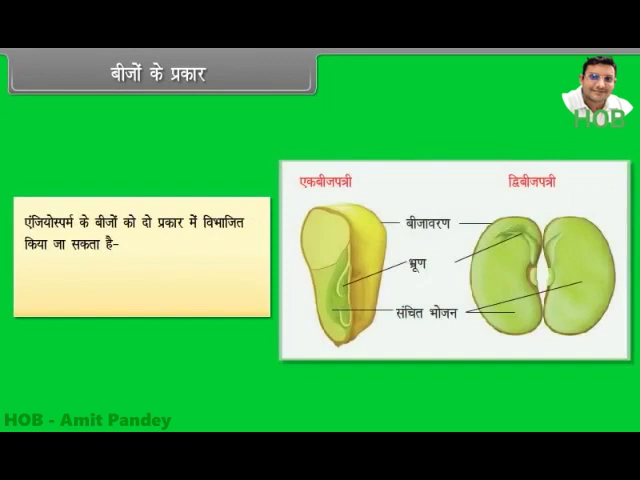 बीजों के प्रकार
HOB
एंजियोस्पर्म के बीजों को दो प्रकार में विभाजित
किया जा सकता है-
एकबीजपत्री
द्विबीजपत्री
बीजावरण
भ्रूण
संचित भोजन
HOB - Amit Pandey